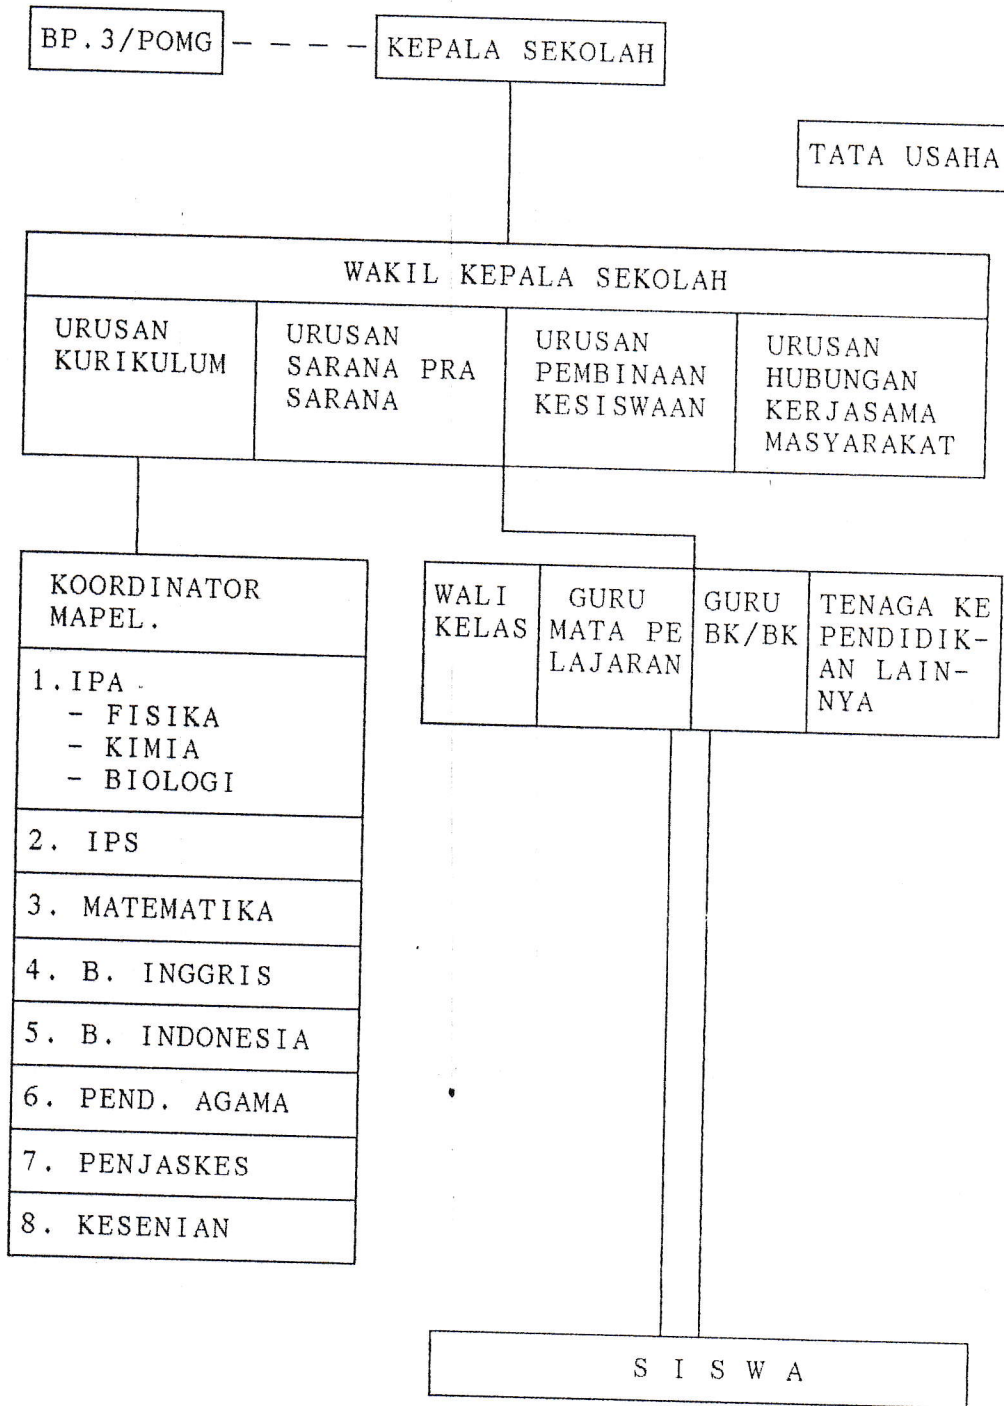 BP.3/POMG
KEPALA SEKOLAH
TATA USAHA
WAKIL KEPALA SEKOLAH
URUSAN
KURIKULUM
URUSAN
SARANA PRA
SARANA
URUSAN
PEMBINAAN
KESISWAAN
URUSAN
HUBUNGAN
KERJASAMA
MASYARAKAT
KOORDINATOR
MAPEL.
1.IPA
- FISIKA
- KIMIA
- BIOLOGI
2. IPS
3. MATEMATIKA
4. B. INGGRIS
5. B. INDONESIA
6. PEND. AGAMA
7. PENJASKES
8. KESENIAN
WALI
KELAS
GURU
MATA PE
LAJARAN
GURU
BK/BK
TENAGA KE
PENDIDIK-
AN LAIN-
NYA
S I S W A